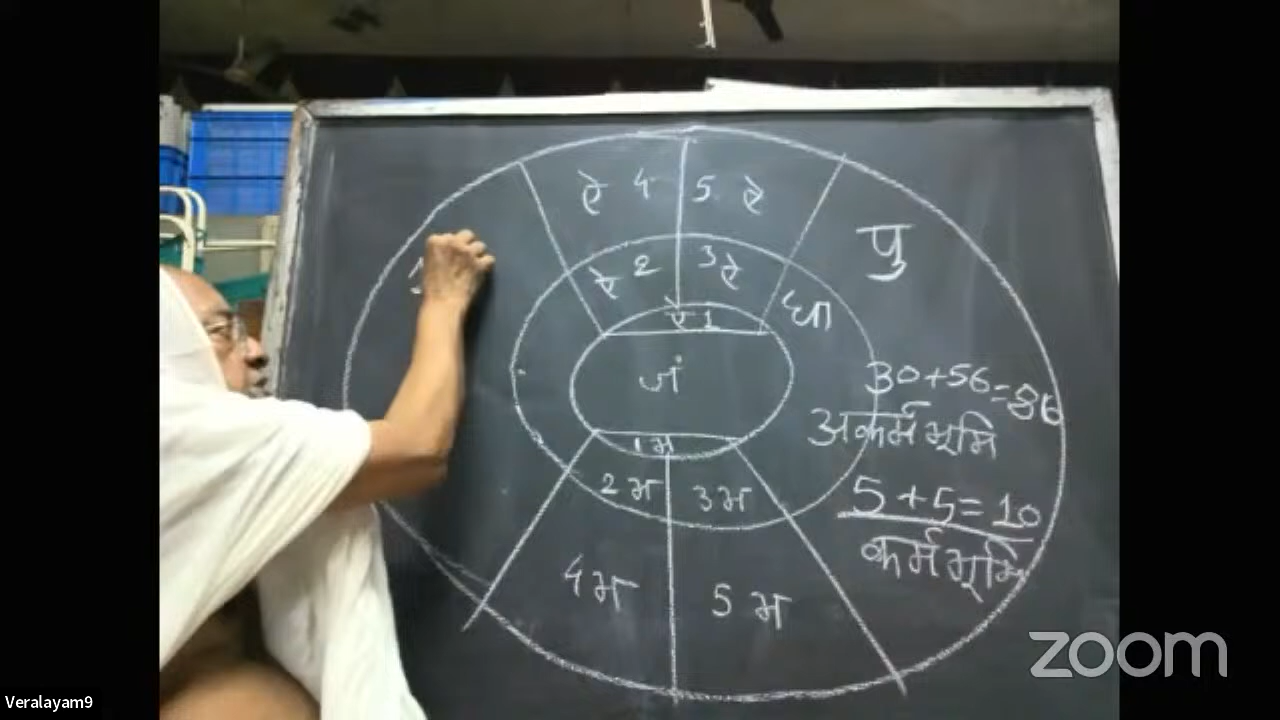 ऐ 4 5 ऐ
पु
ऐ 2 3 ऐ
धा
ऐ 1
जं
30+56=86
अकर्मभूमि
1 भ
2 भ 3 भ
5+5=10
कर्मभूमि
4 भ 5 भ
zoom
Veralayam9